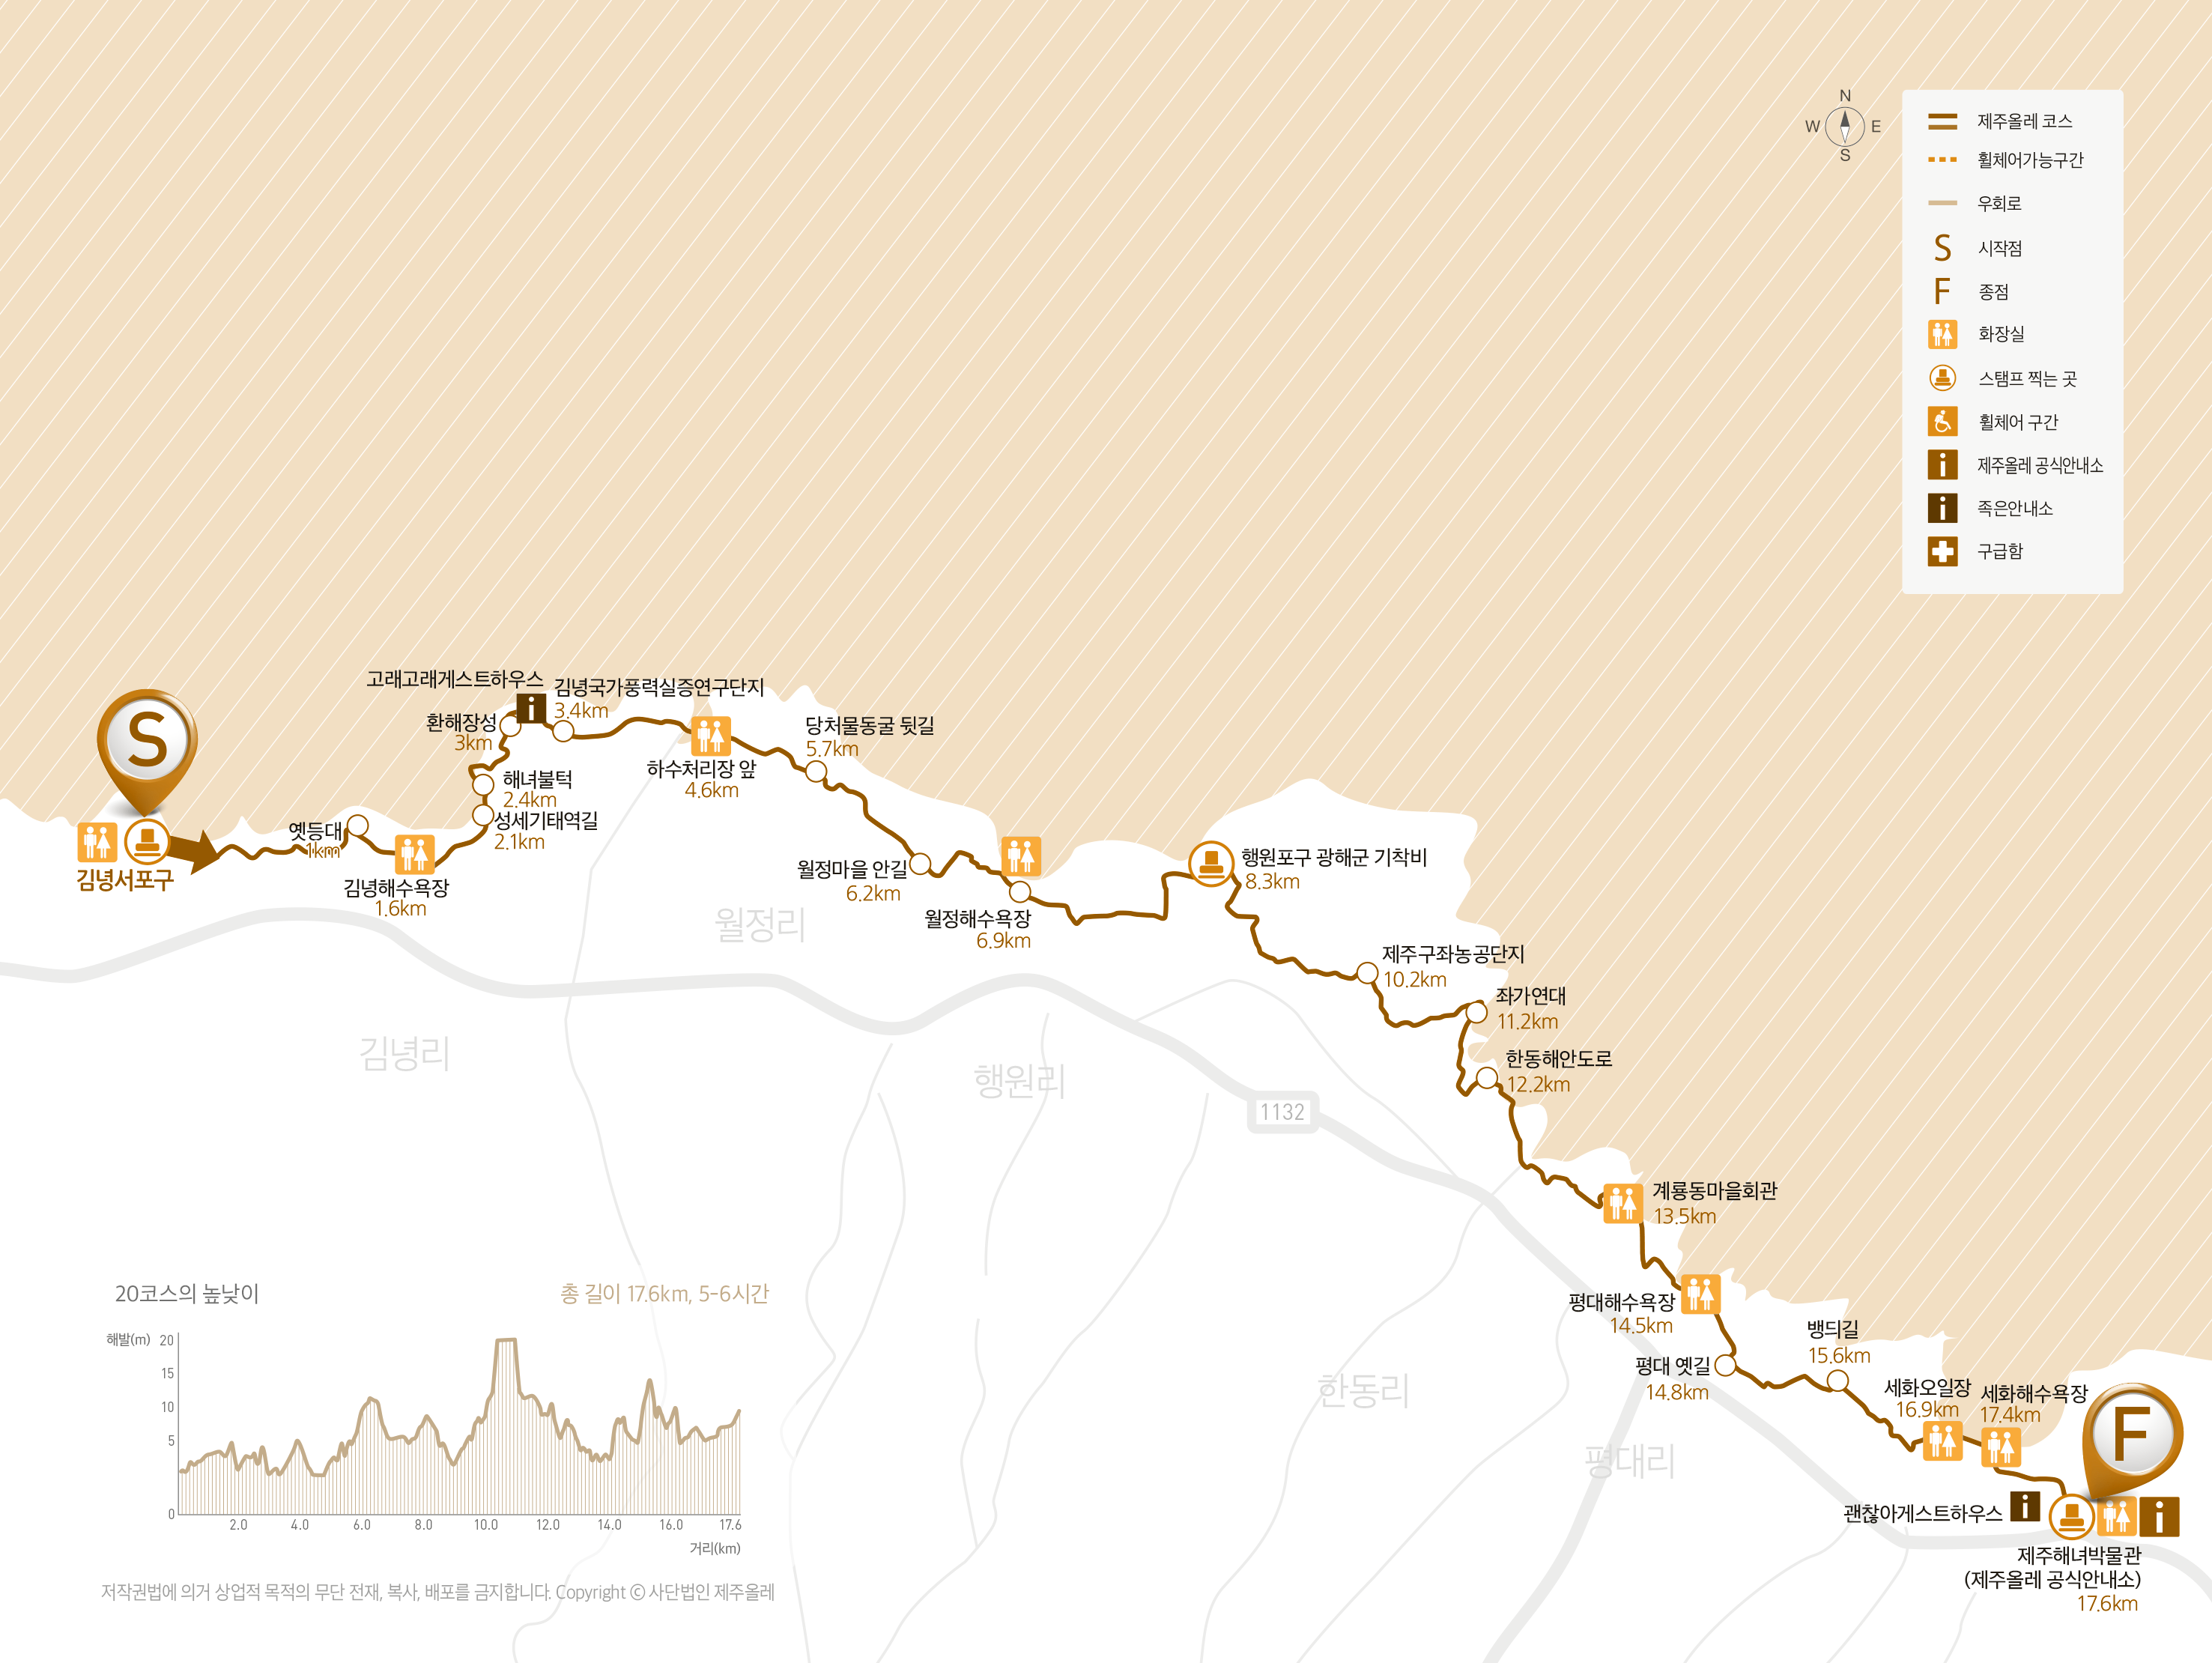 N
W E
S
제주올레 코스
휠체어가능구간
우회로
S 시작점
F 종점
화장실
스탬프 찍는 곳
휠체어 구간
i 제주올레 공식안내소
i 족은안내소
구급함
S
김녕서포구
옛등대
1km
김녕해수욕장
1.6km
성세기태역길
2.1km
해녀불턱
2.4km
환해장성
3km
고래고래게스트하우스
i
김녕국가풍력실증연구단지
3.4km
하수처리장 앞
4.6km
당처물동굴 뒷길
5.7km
월정마을 안길
6.2km
월정해수욕장
6.9km
행원포구 광해군 기착비
8.3km
제주구좌농공단지
10.2km
좌가연대
11.2km
한동해안도로
12.2km
계룡동마을회관
13.5km
평대해수욕장
14.5km
평대 옛길
14.8km
뱅듸길
15.6km
세화오일장
16.9km
세화해수욕장
17.4km
F
괜찮아게스트하우스
i
i
제주해녀박물관
(제주올레 공식안내소)
17.6km
월정리
김녕리
행원리
1132
한동리
평대리
20코스의 높낮이
총 길이 17.6km, 5-6시간
해발(m)
20
15
10
5
0
2.0 4.0 6.0 8.0 10.0 12.0 14.0 16.0 17.6
거리(km)
저작권법에 의거 상업적 목적의 무단 전재, 복사, 배포를 금지합니다. Copyright © 사단법인 제주올레